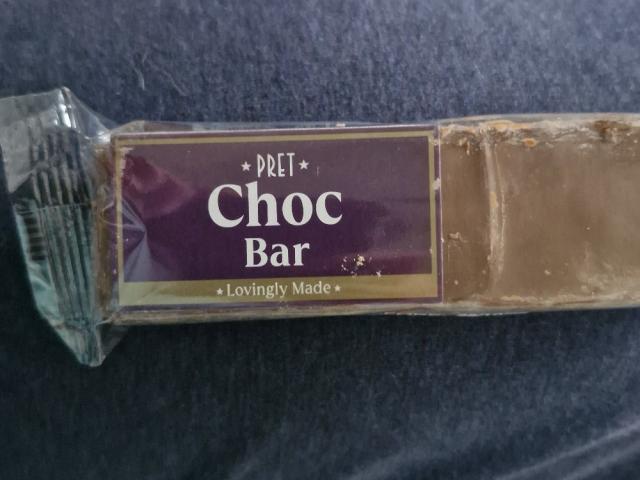 ★PRET★
Choc
Bar
★Lovingly Made★